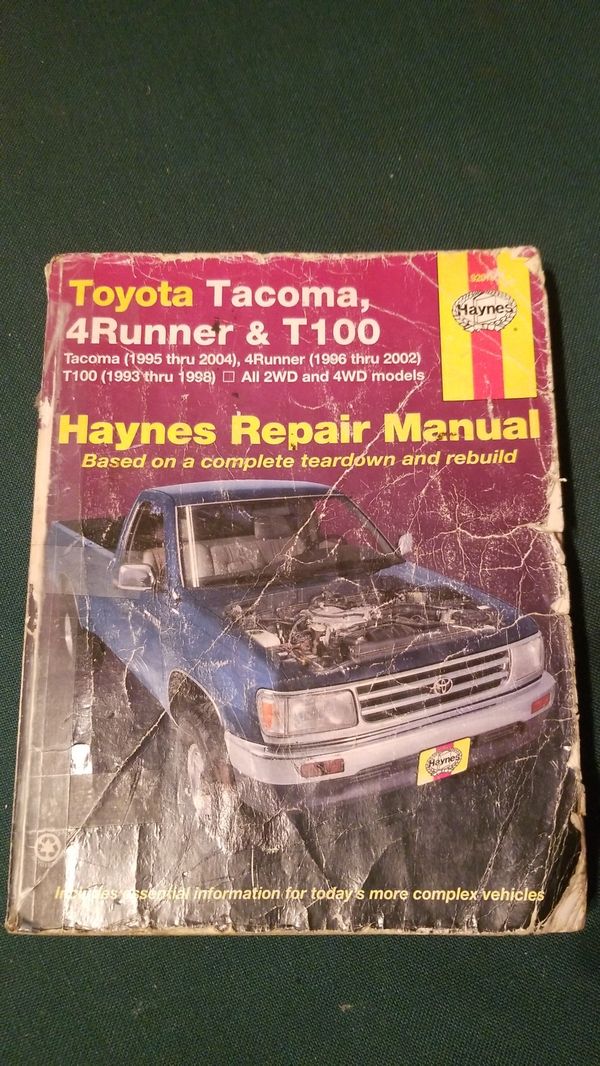 Toyota Tacoma,
4Runner & T100
Tacoma (1995 thru 2004), 4Runner (1996 thru 2002)
T100 (1993 thru 1998) □ All 2WD and 4WD models
Haynes
Haynes Repair Manual
Based on a complete teardown and rebuild
Haynes
Includes essential information for today's more complex vehicles